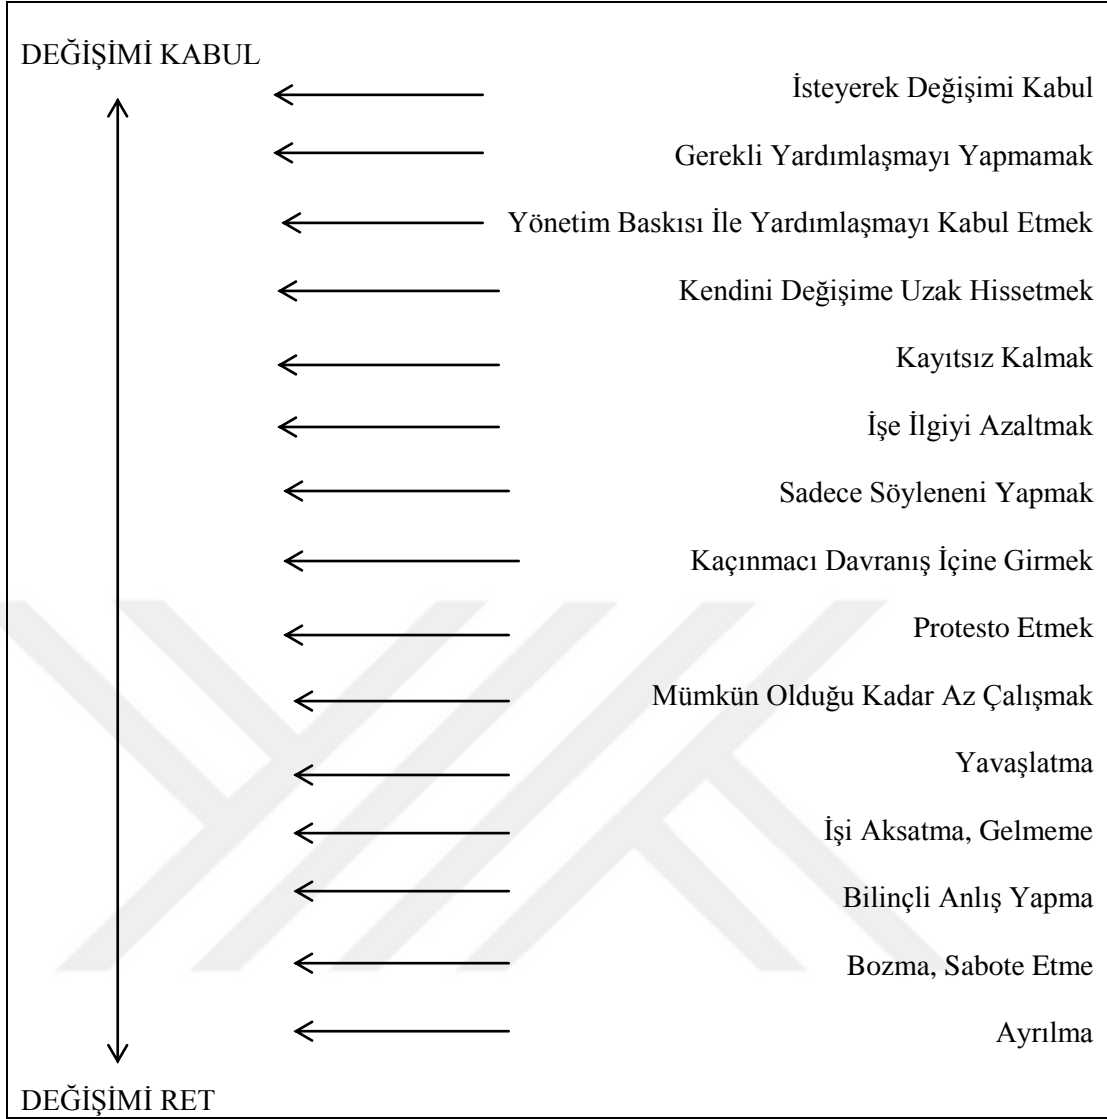 DEĞİŞİMİ KABUL
İsteyerek Değişimi Kabul
Gerekli Yardımlaşmayı Yapmamak
Yönetim Baskısı İle Yardımlaşmayı Kabul Etmek
Kendini Değişime Uzak Hissetmek
Kayıtsız Kalmak
İşe İlgiyi Azaltmak
Sadece Söyleneni Yapmak
Kaçınmacı Davranış İçine Girmek
Protesto Etmek
Mümkün Olduğu Kadar Az Çalışmak
Yavaşlatma
İşi Aksatma, Gelmeme
Bilinçli Anlış Yapma
Bozma, Sabote Etme
Ayrılma
DEĞİŞİMİ RET